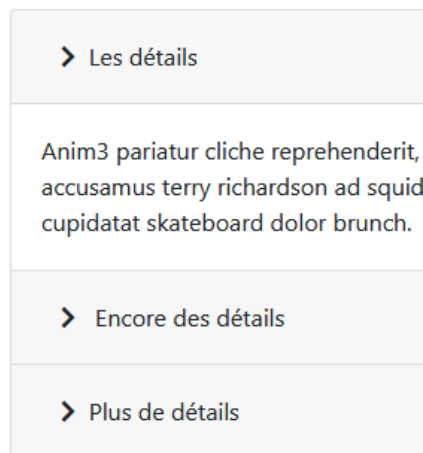 Les détails
Anim3 pariatur cliche reprehenderit,
accusamus terry richardson ad squid
cupidatat skateboard dolor brunch.
Encore des détails
Plus de détails